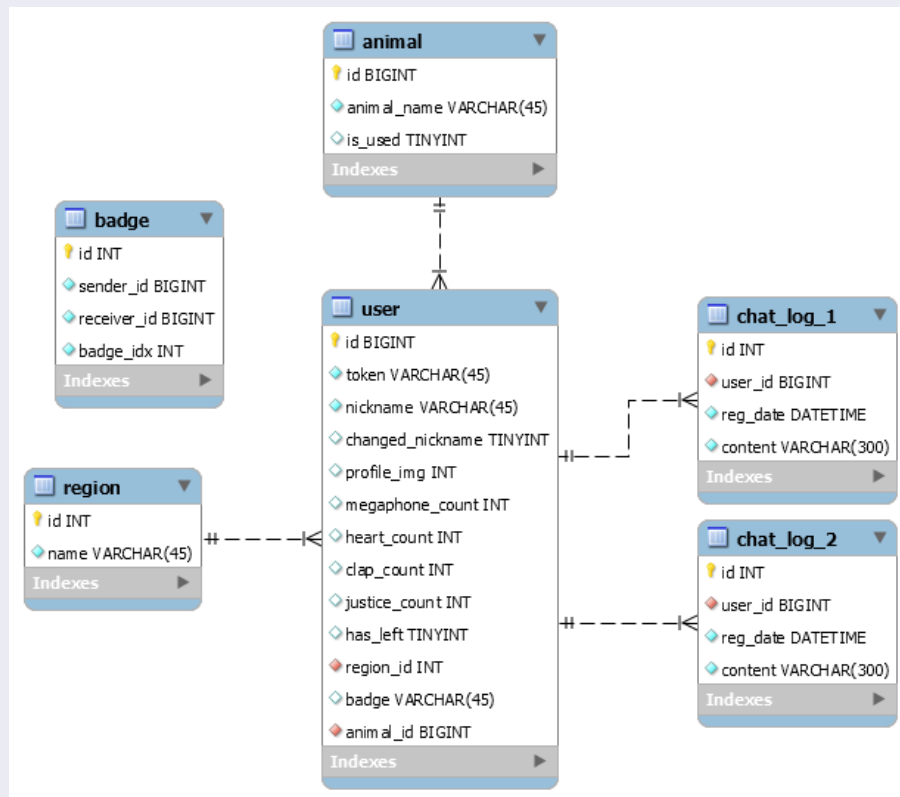 animal
id BIGINT
animal_name VARCHAR(45)
is_used TINYINT
Indexes
badge
id INT
sender_id BIGINT
receiver_id BIGINT
badge_idx INT
Indexes
region
id INT
name VARCHAR(45)
Indexes
user
id BIGINT
token VARCHAR(45)
nickname VARCHAR(45)
changed_nickname TINYINT
profile_img INT
megaphone_count INT
heart_count INT
clap_count INT
justice_count INT
has_left TINYINT
region_id INT
badge VARCHAR(45)
animal_id BIGINT
Indexes
chat_log_1
id INT
user_id BIGINT
reg_date DATETIME
content VARCHAR(300)
Indexes
chat_log_2
id INT
user_id BIGINT
reg_date DATETIME
content VARCHAR(300)
Indexes